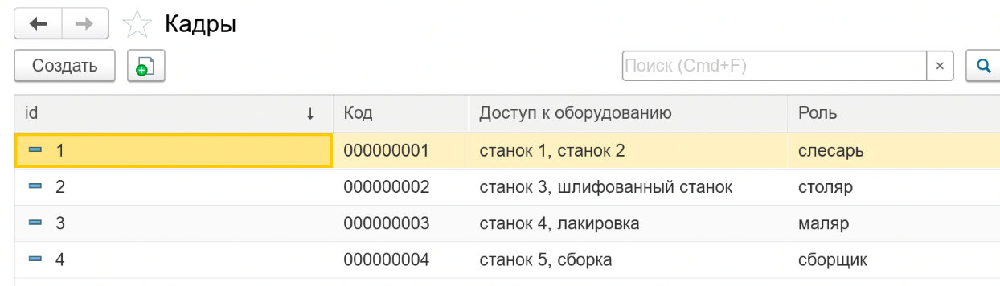 Кадры
Создать Поиск (Cmd+F) ×
id ↓ Код Доступ к оборудованию Роль
1 000000001 станок 1, станок 2 слесарь
2 000000002 станок 3, шлифованный станок столяр
3 000000003 станок 4, лакировка маляр
4 000000004 станок 5, сборка сборщик